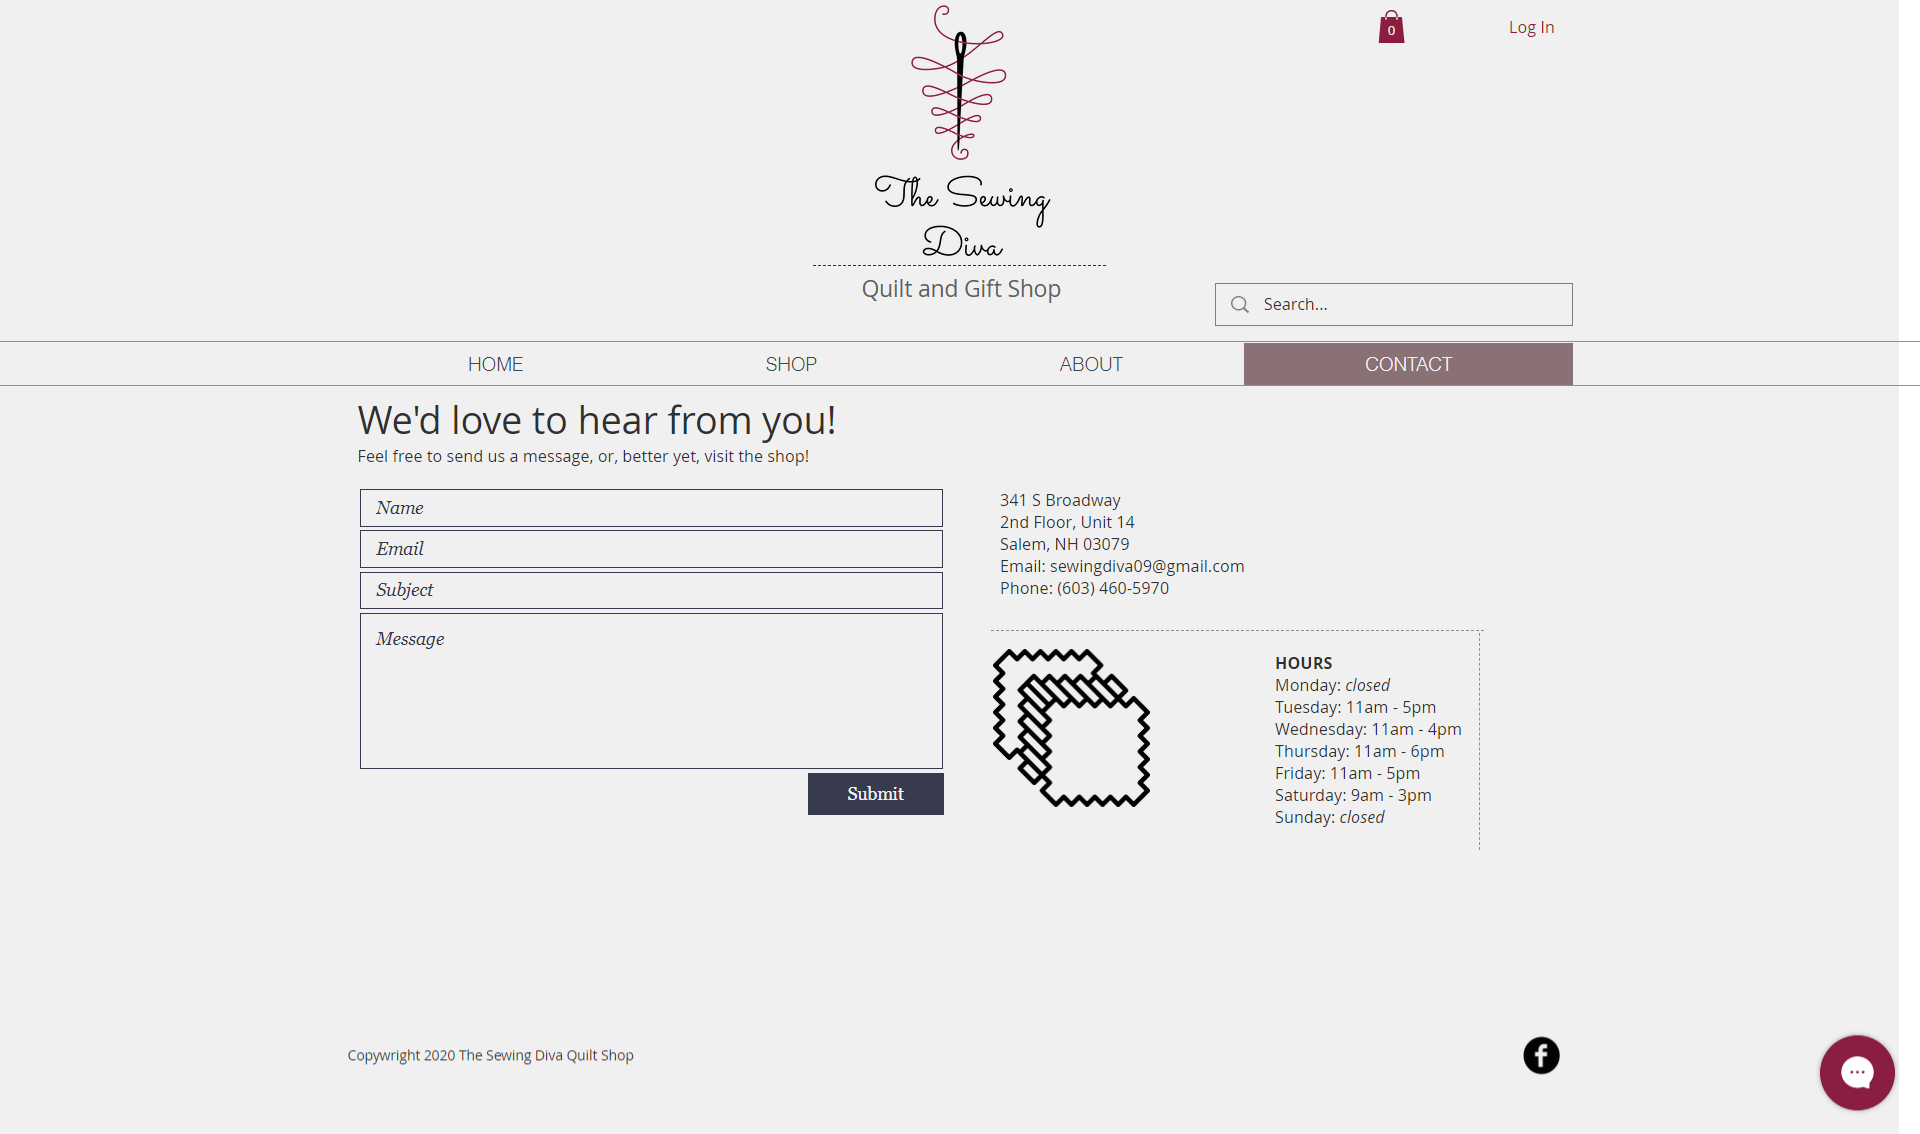 0
Log In
The Sewing
Diva
Quilt and Gift Shop
Search...
HOME
SHOP
ABOUT
CONTACT
We'd love to hear from you!
Feel free to send us a message, or, better yet, visit the shop!
Name
Email
Subject
Message
Submit
341 S Broadway
2nd Floor, Unit 14
Salem, NH 03079
Email: sewingdiva09@gmail.com
Phone: (603) 460-5970
HOURS
Monday: closed
Tuesday: 11am - 5pm
Wednesday: 11am - 4pm
Thursday: 11am - 6pm
Friday: 11am - 5pm
Saturday: 9am - 3pm
Sunday: closed
Copywright 2020 The Sewing Diva Quilt Shop